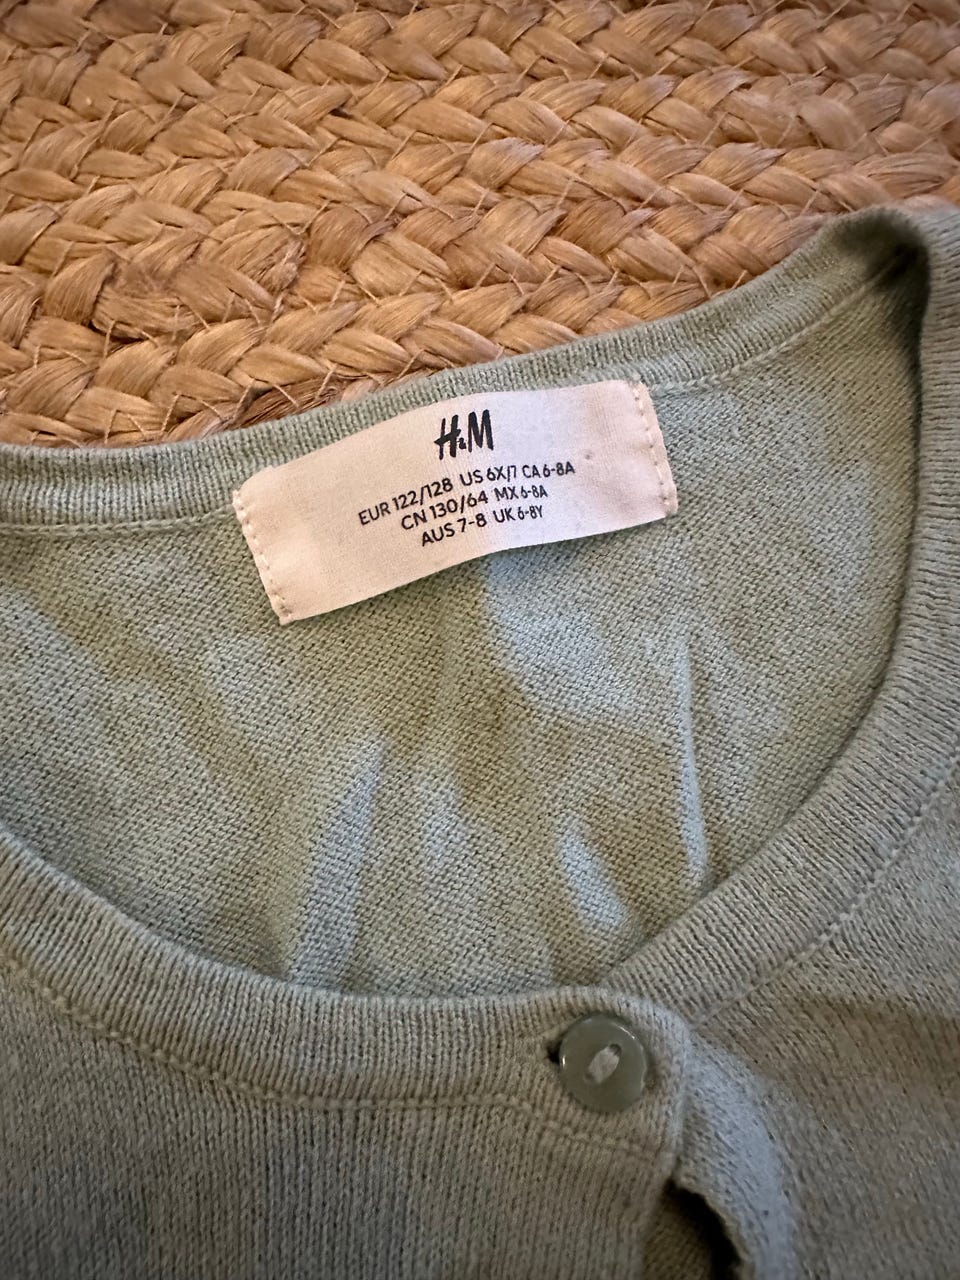 H&M
EUR 122/128 US 6X/7 CA 6-8A
CN 130/64 MX 6-8A
AUS 7-8 UK 6-8Y